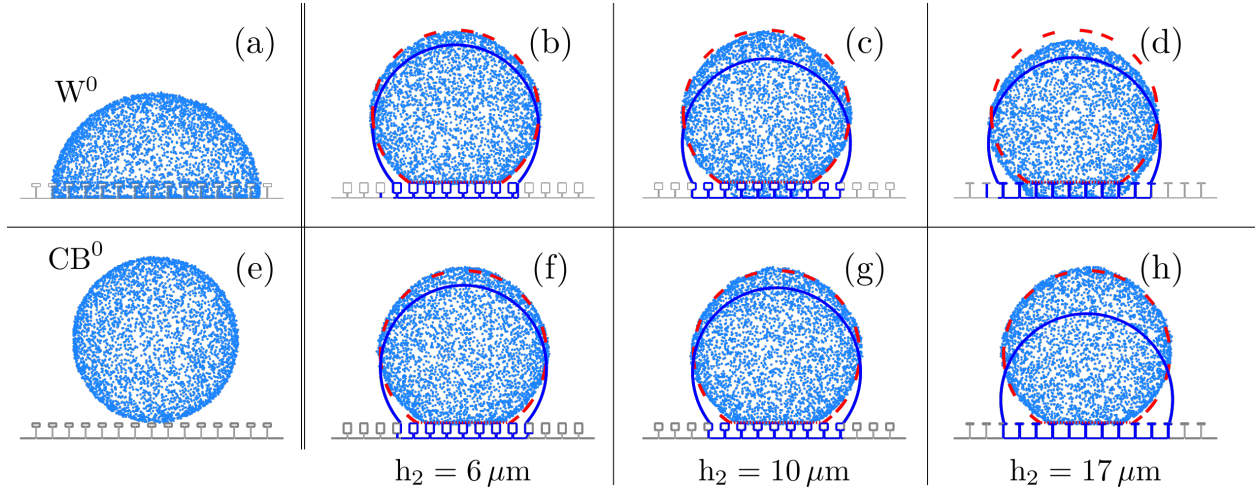 (a) (b) (c) (d)
W⁰
CB⁰ (e) (f) (g) (h)
h₂ = 6 μm h₂ = 10 μm h₂ = 17 μm